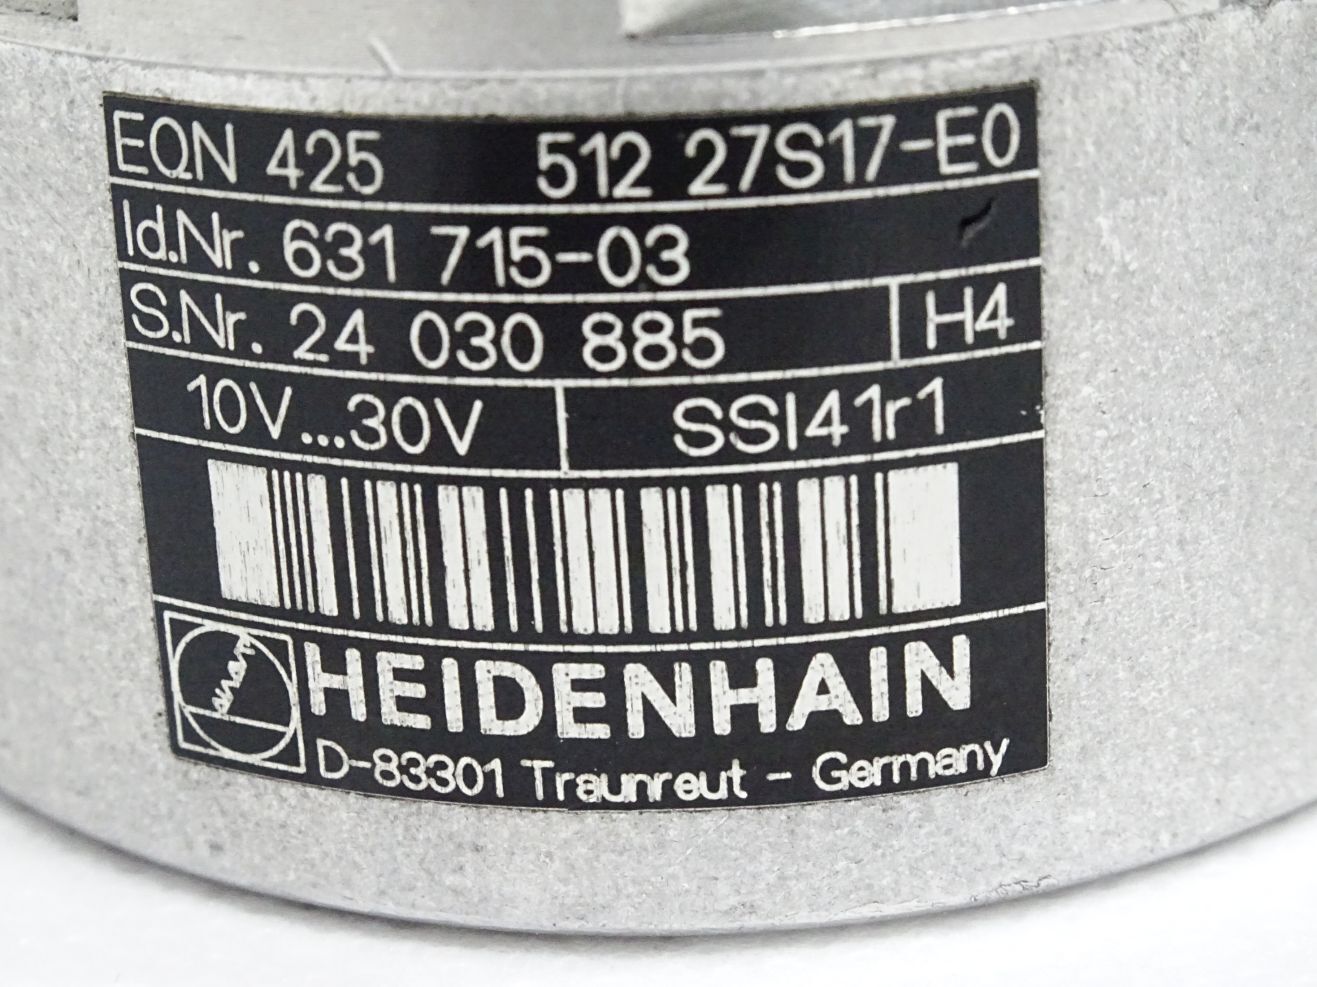 EQN 425 512 27S17-E0
Id.Nr. 631 715-03
S.Nr. 24 030 885 H4
10V...30V SSI41r1
HEIDENHAIN
D-83301 Traunreut - Germany